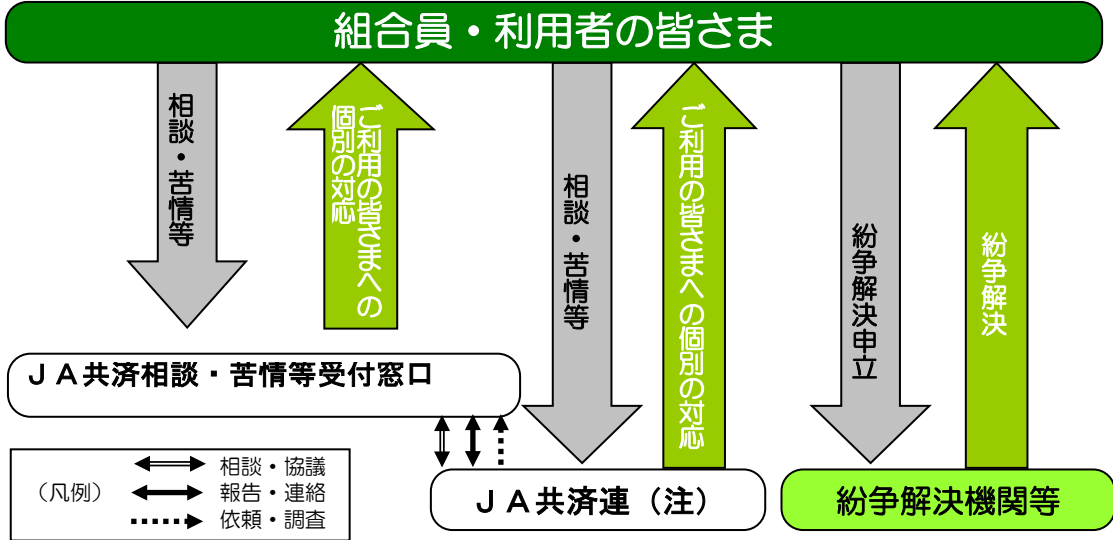 組合員・利用者の皆さま
相談・苦情等
ご利用の皆さまへの
個別の対応
相談・苦情等
ご利用の皆さまへの個別の対応
紛争解決申立
紛争解決
ＪＡ共済相談・苦情等受付窓口
ＪＡ共済連（注）
紛争解決機関等
（凡例）
相談・協議
報告・連絡
依頼・調査